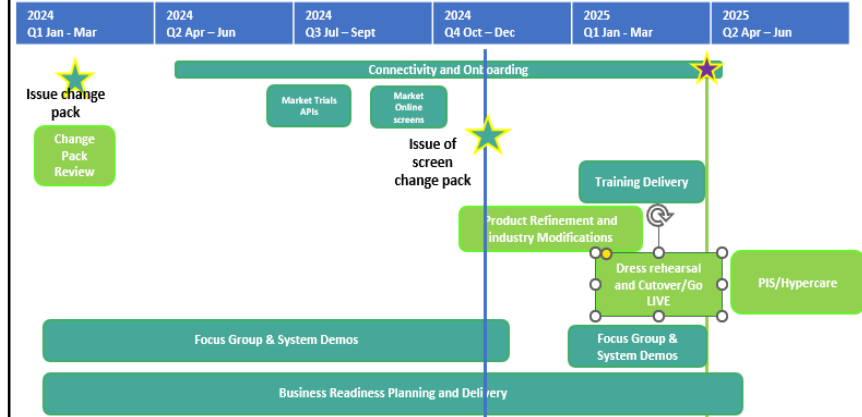 2024
Q1 Jan - Mar
2024
Q2 Apr – Jun
2024
Q3 Jul – Sept
2024
Q4 Oct – Dec
2025
Q1 Jan - Mar
2025
Q2 Apr – Jun
Connectivity and Onboarding
Issue change
pack
Market Trials
APIs
Market
Online
screens
Change
Pack
Review
Issue of
screen
change pack
Training Delivery
Product Refinement and
industry Modifications
Dress rehearsal
and Cutover/Go
LIVE
PIS/Hypercare
Focus Group & System Demos
Focus Group &
System Demos
Business Readiness Planning and Delivery